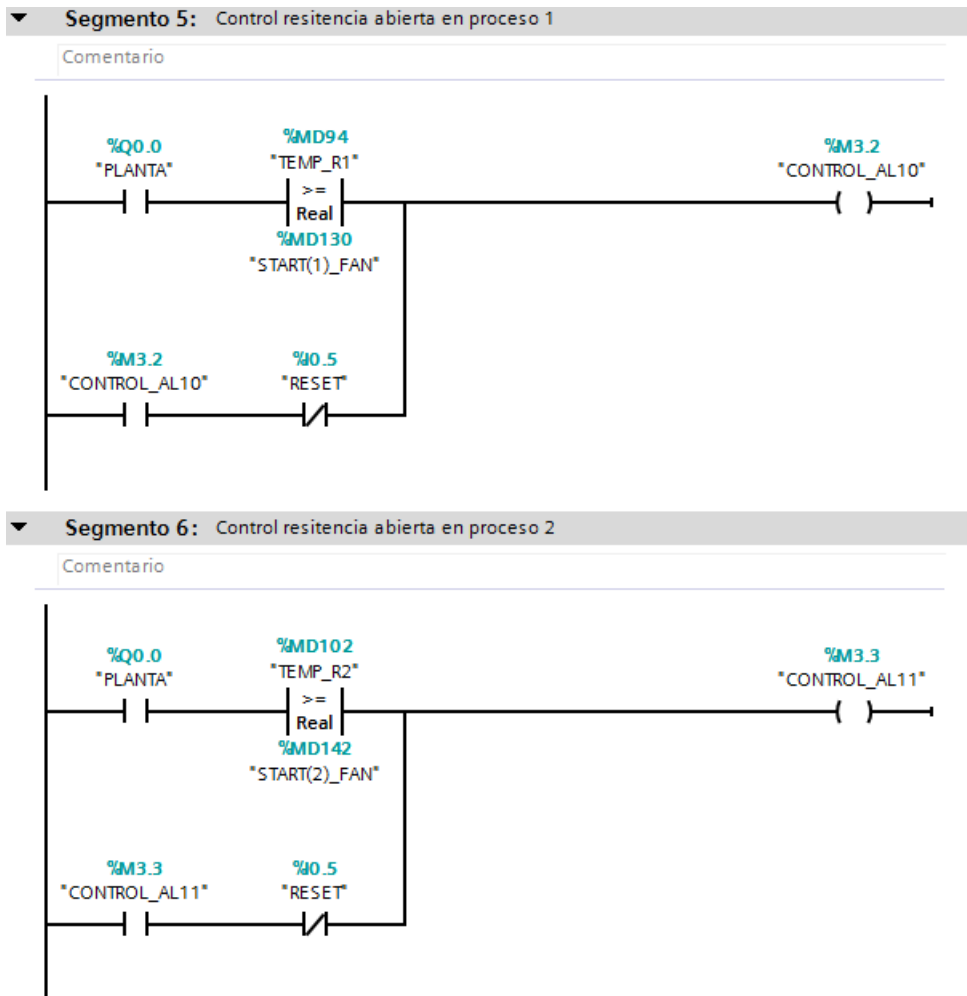 Segmento 5: Control resitencia abierta en proceso 1
Comentario
%Q0.0
"PLANTA"
%MD94
"TEMP_R1"
>=
Real
%MD130
"START(1)_FAN"
%M3.2
"CONTROL_AL10"
%M3.2
"CONTROL_AL10"
%I0.5
"RESET"
Segmento 6: Control resitencia abierta en proceso 2
Comentario
%Q0.0
"PLANTA"
%MD102
"TEMP_R2"
>=
Real
%MD142
"START(2)_FAN"
%M3.3
"CONTROL_AL11"
%M3.3
"CONTROL_AL11"
%I0.5
"RESET"